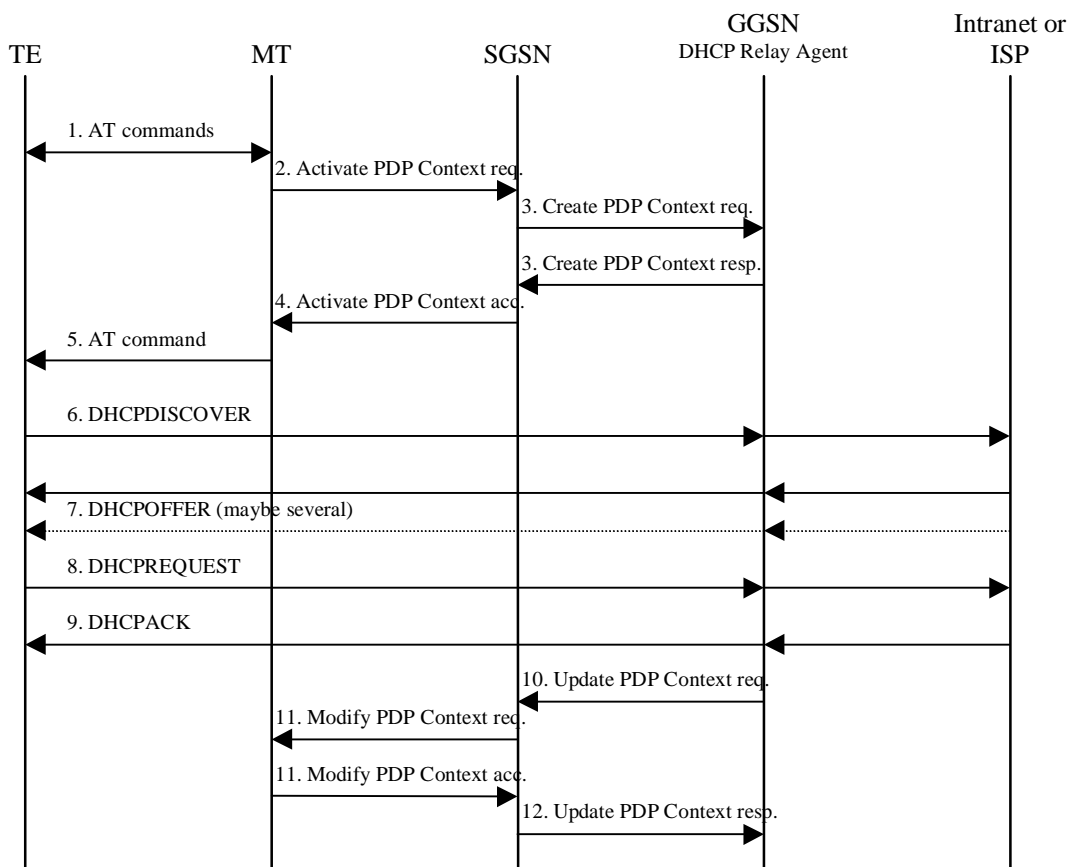 GGSN
Intranet or
TE
MT
SGSN
DHCP Relay Agent
ISP
1. AT commands
2. Activate PDP Context req.
3. Create PDP Context req.
3. Create PDP Context resp.
4. Activate PDP Context acc.
5. AT command
6. DHCPDISCOVER
7. DHCPOFFER (maybe several)
8. DHCPREQUEST
9. DHCPACK
10. Update PDP Context req.
11. Modify PDP Context req.
11. Modify PDP Context acc.
12. Update PDP Context resp.